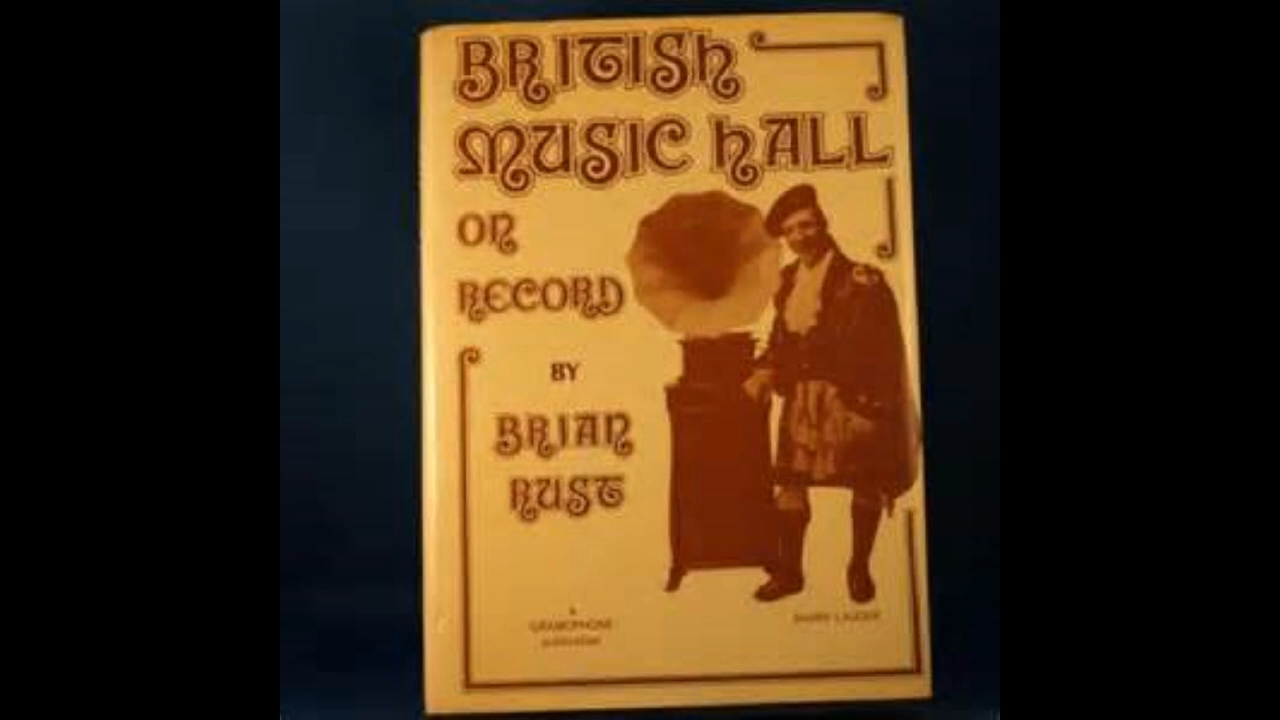 BRITISH
MUSIC HALL
ON
RECORD
BY
BRIAN
RUST
A
GRAMOPHONE
publication
HARRY LAUDER